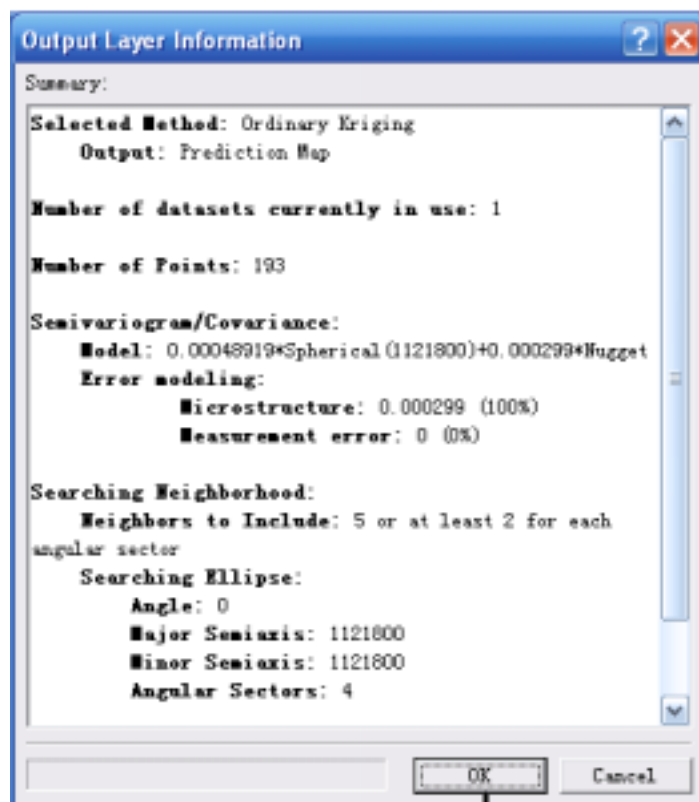 Output Layer Information
Summary:
Selected Method: Ordinary Kriging
Output: Prediction Map
Number of datasets currently in use: 1
Number of Points: 193
Semivariogram/Covariance:
Model: 0.00048919*Spherical(1121800)+0.000299*Nugget
Error modeling:
Microstructure: 0.000299 (100%)
Measurement error: 0 (0%)
Searching Neighborhood:
Neighbors to Include: 5 or at least 2 for each
angular sector
Searching Ellipse:
Angle: 0
Major Semiaxis: 1121800
Minor Semiaxis: 1121800
Angular Sectors: 4
OK
Cancel